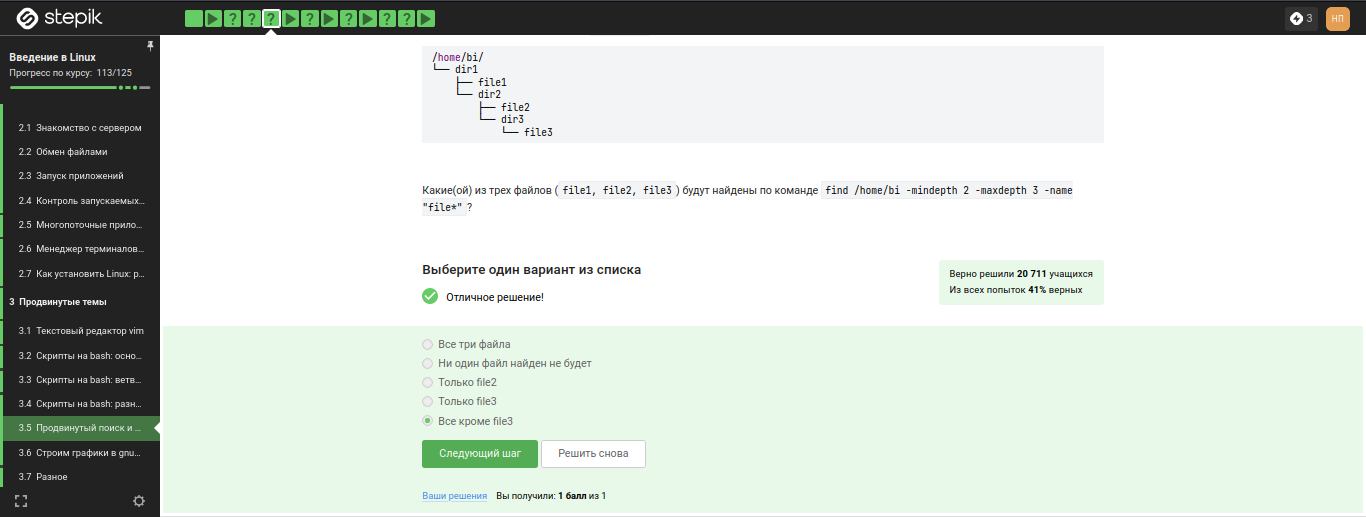 stepik
? ? ? ? ? ? ?
3
НП
Введение в Linux
Прогресс по курсу: 113/125
2.1 Знакомство с сервером
2.2 Обмен файлами
2.3 Запуск приложений
2.4 Контроль запускаемых...
2.5 Многопоточные прило...
2.6 Менеджер терминалов...
2.7 Как установить Linux: р...
3 Продвинутые темы
3.1 Текстовый редактор vim
3.2 Скрипты на bash: осно...
3.3 Скрипты на bash: ветв...
3.4 Скрипты на bash: разн...
3.5 Продвинутый поиск и ...
3.6 Строим графики в gnu...
3.7 Разное
/home/bi/
└── dir1
    ├── file1
    └── dir2
        ├── file2
        └── dir3
            └── file3
Какие(ой) из трех файлов ( file1, file2, file3 ) будут найдены по команде find /home/bi -mindepth 2 -maxdepth 3 -name
"file*" ?
Выберите один вариант из списка
Отличное решение!
Верно решили 20 711 учащихся
Из всех попыток 41% верных
Все три файла
Ни один файл найден не будет
Только file2
Только file3
Все кроме file3
Следующий шаг
Решить снова
Ваши решения Вы получили: 1 балл из 1